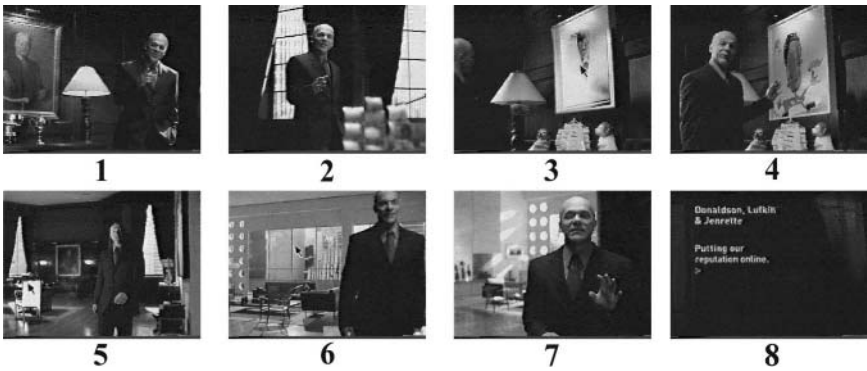 1
2
3
4
Donaldson, Lufkin
& Jenrette
Putting our
reputation online.
>
5
6
7
8